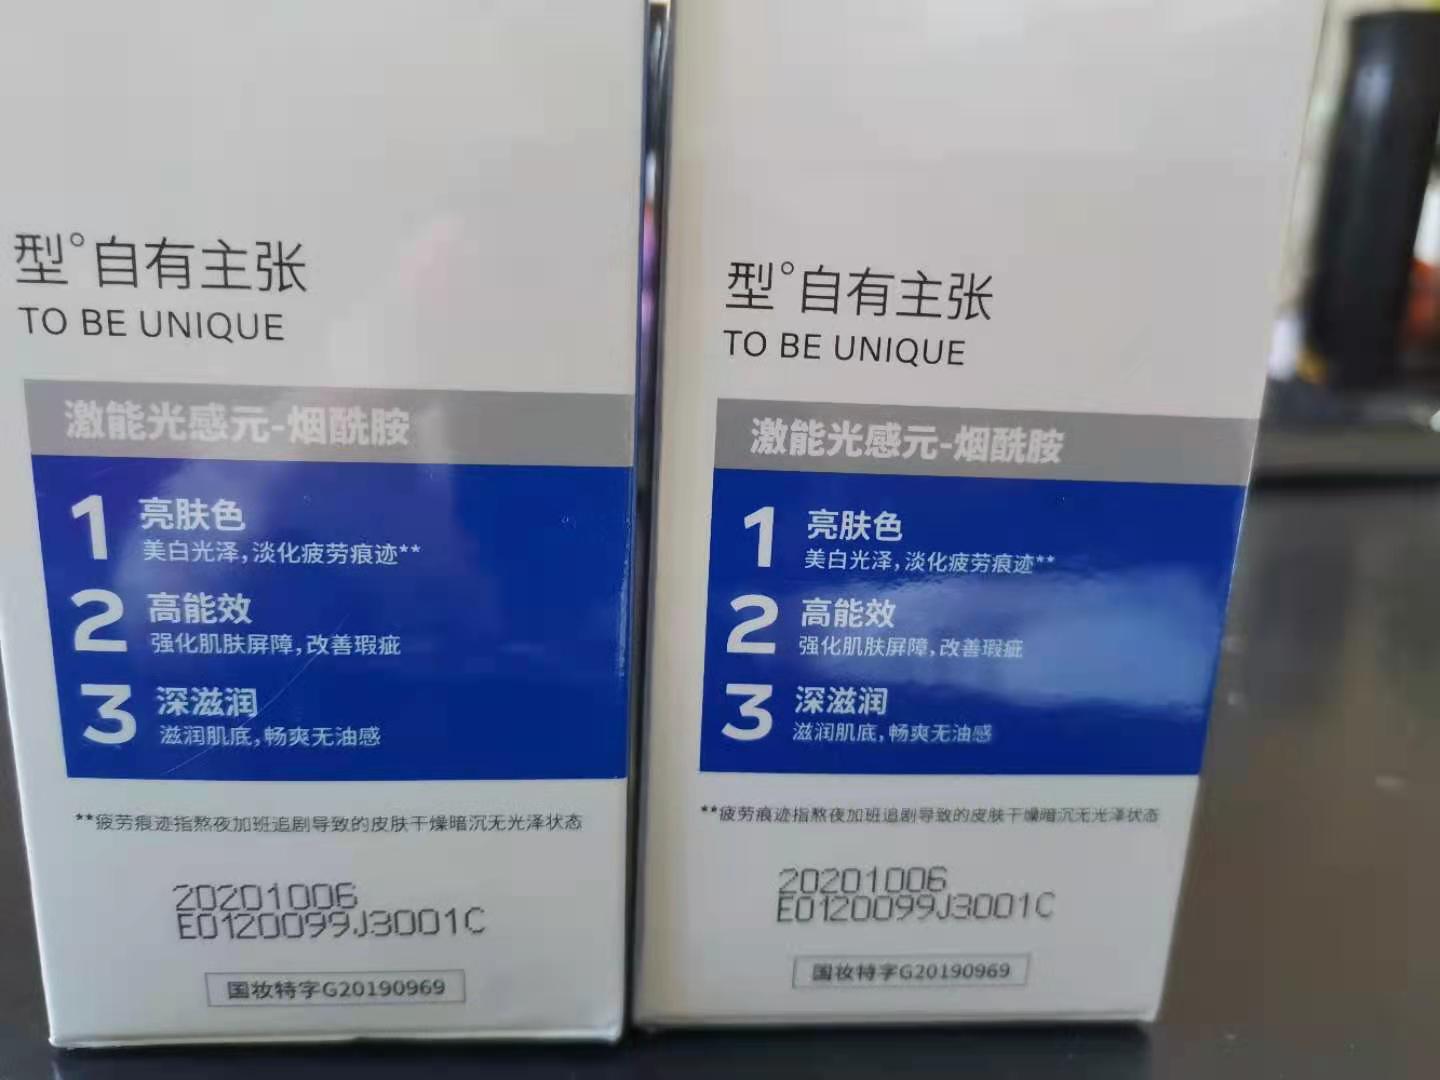 型°自有主张
TO BE UNIQUE
激能光感元-烟酰胺
1 亮肤色
美白光泽,淡化疲劳痕迹**
2 高能效
强化肌肤屏障,改善瑕疵
3 深滋润
滋润肌底,畅爽无油感
**疲劳痕迹指熬夜加班追剧导致的皮肤干燥暗沉无光泽状态
20201006
E0120099J3001C
国妆特字G20190969
型°自有主张
TO BE UNIQUE
激能光感元-烟酰胺
1 亮肤色
美白光泽,淡化疲劳痕迹**
2 高能效
强化肌肤屏障,改善瑕疵
3 深滋润
滋润肌底,畅爽无油感
**疲劳痕迹指熬夜加班追剧导致的皮肤干燥暗沉无光泽状态
20201006
E0120099J3001C
国妆特字G20190969